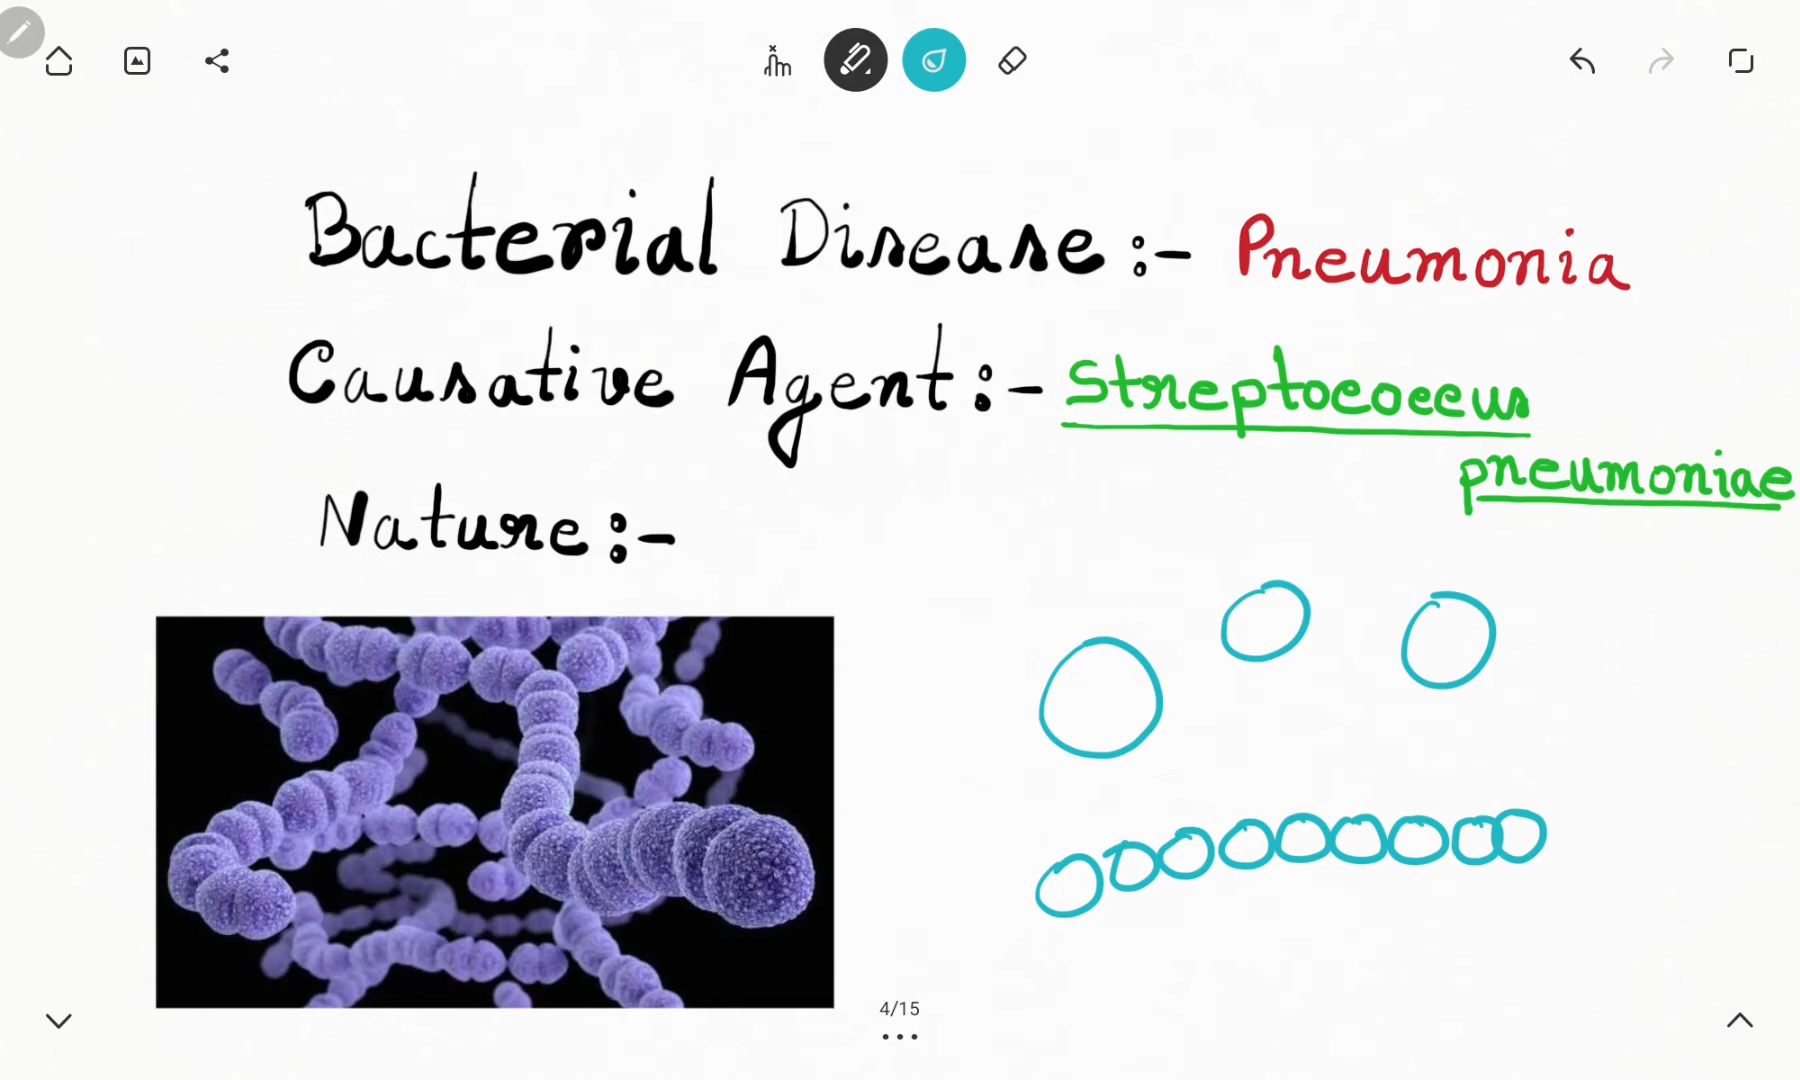 Bacterial Disease:- Pneumonia
Causative Agent:- Streptococcus
pneumoniae
Nature:-
4/15